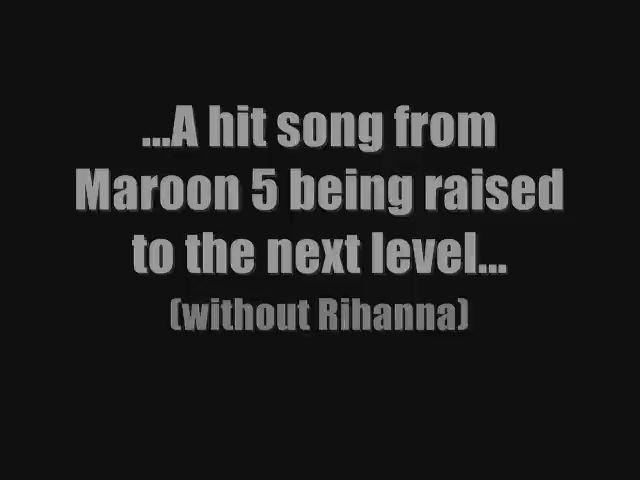 ...A hit song from
Maroon 5 being raised
to the next level...
(without Rihanna)